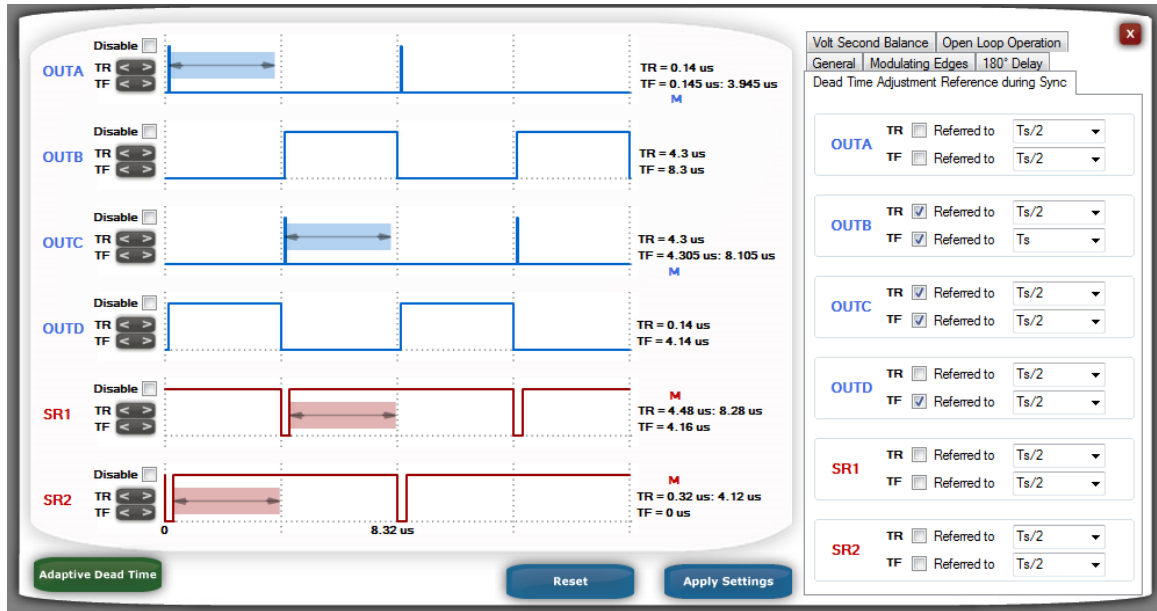 Disable
OUTA TR < > TR = 0.14 us
TF < > TF = 0.145 us: 3.945 us
M
Disable
OUTB TR < > TR = 4.3 us
TF < > TF = 8.3 us
Disable
OUTC TR < > TR = 4.3 us
TF < > TF = 4.305 us: 8.105 us
M
Disable
OUTD TR < > TR = 0.14 us
TF < > TF = 4.14 us
Disable
M
SR1 TR < > TR = 4.48 us: 8.28 us
TF < > TF = 4.16 us
Disable
M
SR2 TR < > TR = 0.32 us: 4.12 us
TF < > TF = 0 us
0 8.32 us
Adaptive Dead Time
Reset
Apply Settings
X
Volt Second Balance Open Loop Operation
General Modulating Edges 180° Delay
Dead Time Adjustment Reference during Sync
OUTA
TR Referred to Ts/2
TF Referred to Ts/2
OUTB
TR Referred to Ts/2
TF Referred to Ts
OUTC
TR Referred to Ts/2
TF Referred to Ts/2
OUTD
TR Referred to Ts/2
TF Referred to Ts/2
SR1
TR Referred to Ts/2
TF Referred to Ts/2
SR2
TR Referred to Ts/2
TF Referred to Ts/2